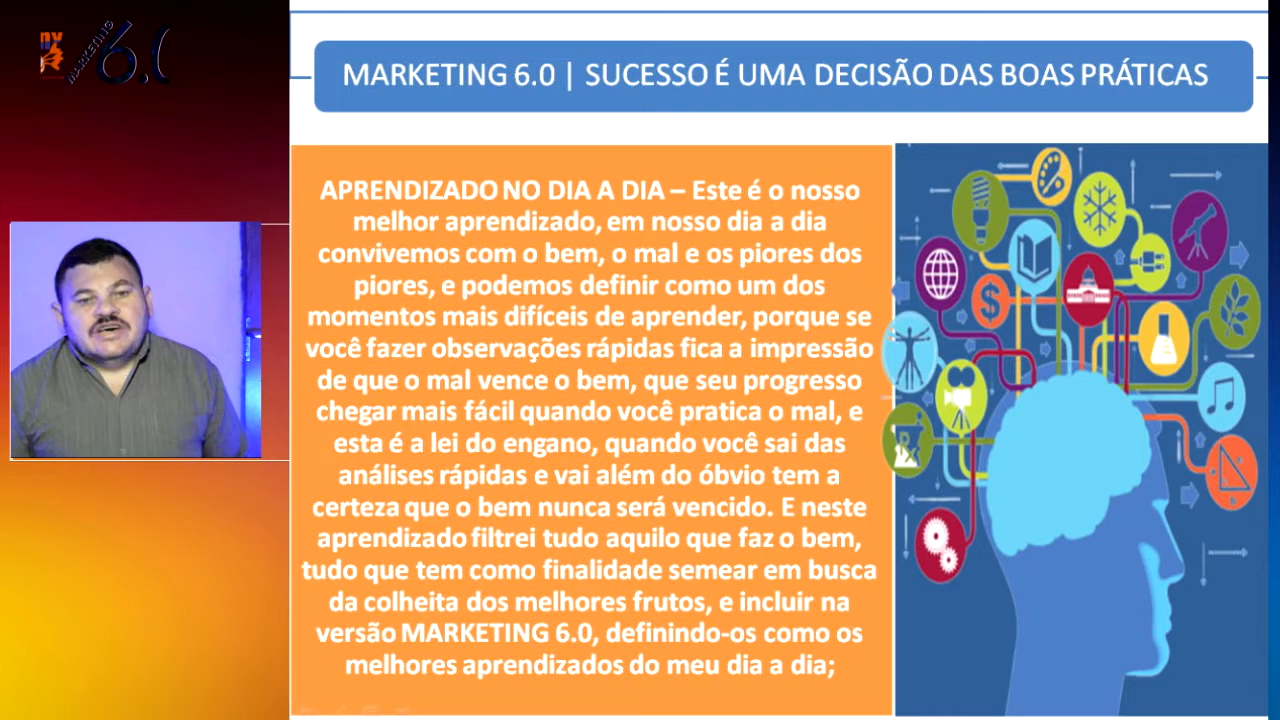 MARKETING 6.0
MARKETING 6.0 | SUCESSO É UMA DECISÃO DAS BOAS PRÁTICAS
APRENDIZADO NO DIA A DIA – Este é o nosso
melhor aprendizado, em nosso dia a dia
convivemos com o bem, o mal e os piores dos
piores, e podemos definir como um dos
momentos mais difíceis de aprender, porque se
você fazer observações rápidas fica a impressão
de que o mal vence o bem, que seu progresso
chegar mais fácil quando você pratica o mal, e
esta é a lei do engano, quando você sai das
análises rápidas e vai além do óbvio tem a
certeza que o bem nunca será vencido. E neste
aprendizado filtrei tudo aquilo que faz o bem,
tudo que tem como finalidade semear em busca
da colheita dos melhores frutos, e incluir na
versão MARKETING 6.0, definindo-os como os
melhores aprendizados do meu dia a dia;